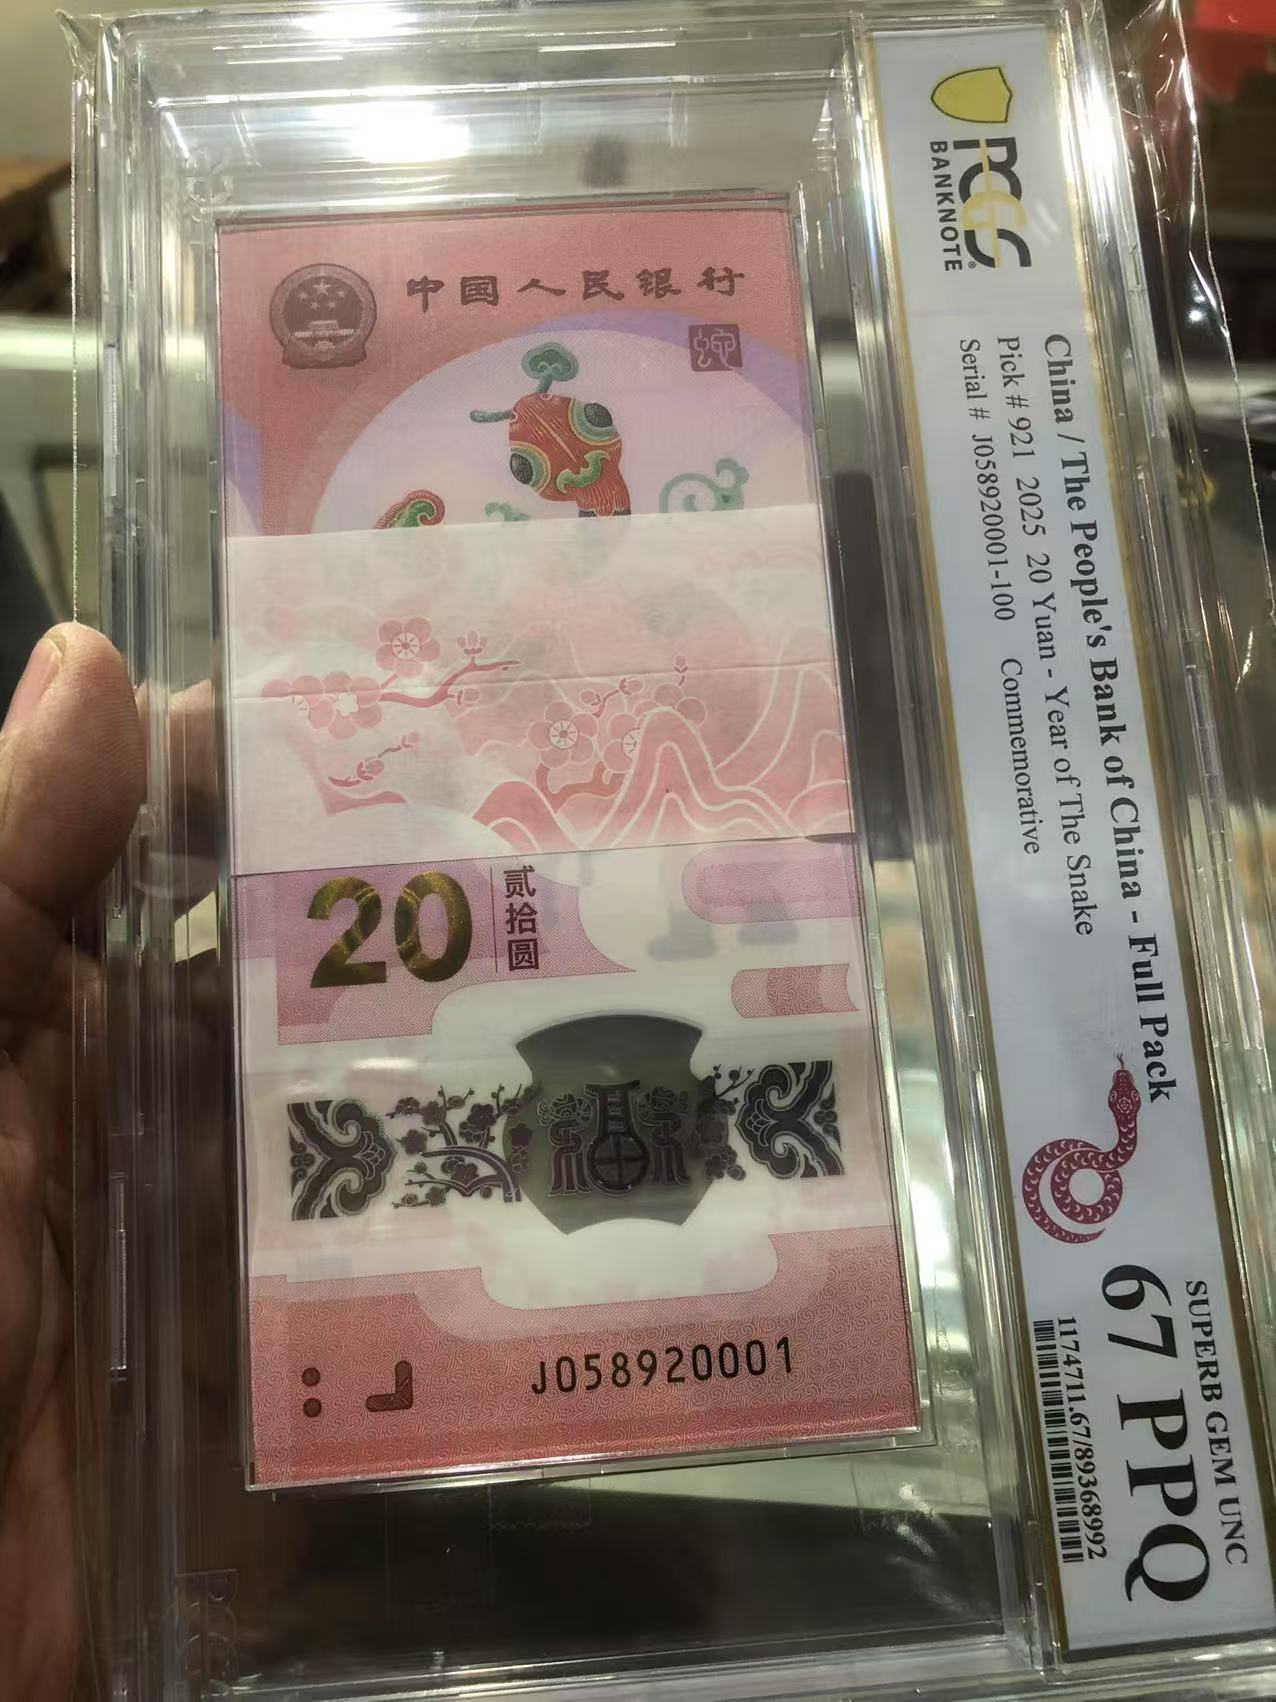 中国人民银行
蛇
20
贰拾圆
J058920001
PCGS
BANKNOTE
China / The People's Bank of China - Full Pack
Pick # 921 2025 20 Yuan - Year of The Snake
Serial # J058920001-100 Commemorative
SUPERB GEM UNC
67 PPQ
1174711.67/89368992